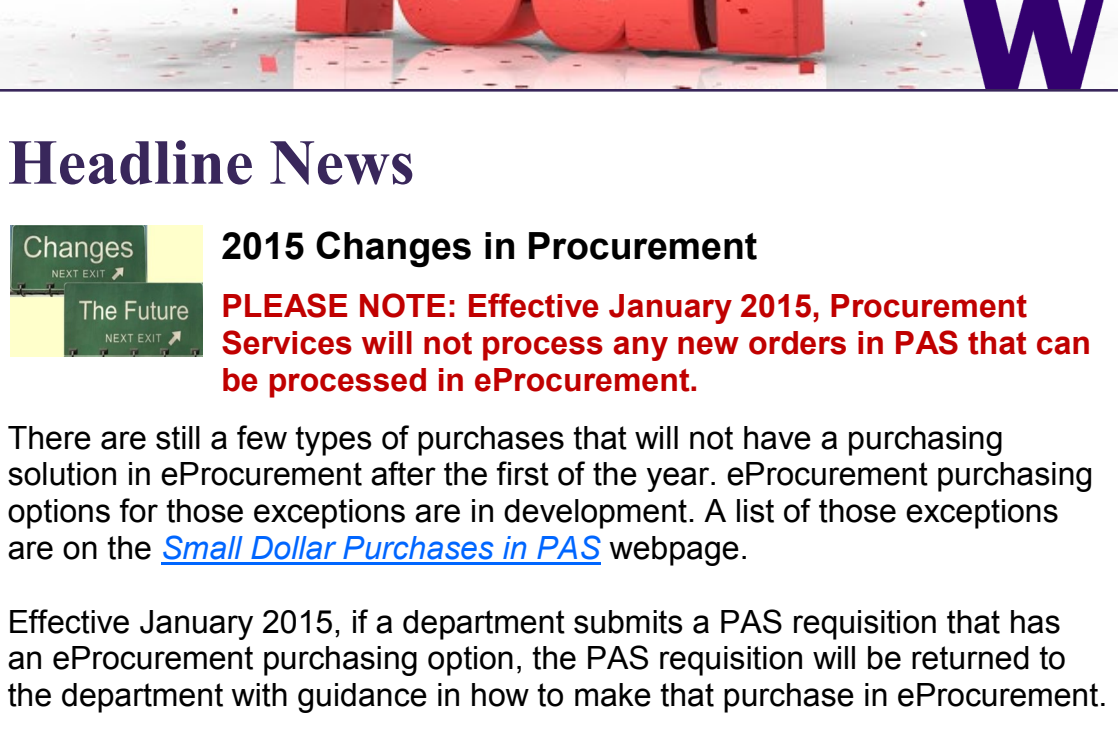 W
Headline News
Changes
NEXT EXIT
The Future
NEXT EXIT
2015 Changes in Procurement
PLEASE NOTE: Effective January 2015, Procurement
Services will not process any new orders in PAS that can
be processed in eProcurement.
There are still a few types of purchases that will not have a purchasing
solution in eProcurement after the first of the year. eProcurement purchasing
options for those exceptions are in development. A list of those exceptions
are on the Small Dollar Purchases in PAS webpage.
Effective January 2015, if a department submits a PAS requisition that has
an eProcurement purchasing option, the PAS requisition will be returned to
the department with guidance in how to make that purchase in eProcurement.